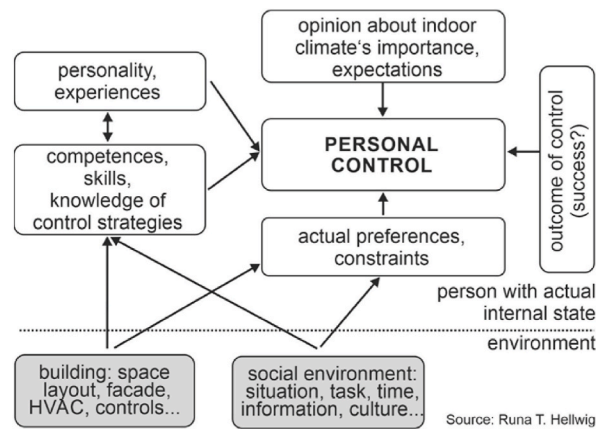 opinion about indoor
climate's importance,
expectations
personality,
experiences
PERSONAL
CONTROL
outcome of control
(success?)
competences,
skills,
knowledge of
control strategies
actual preferences,
constraints
person with actual
internal state
environment
building: space
layout, facade,
HVAC, controls...
social environment:
situation, task, time,
information, culture...
Source: Runa T. Hellwig